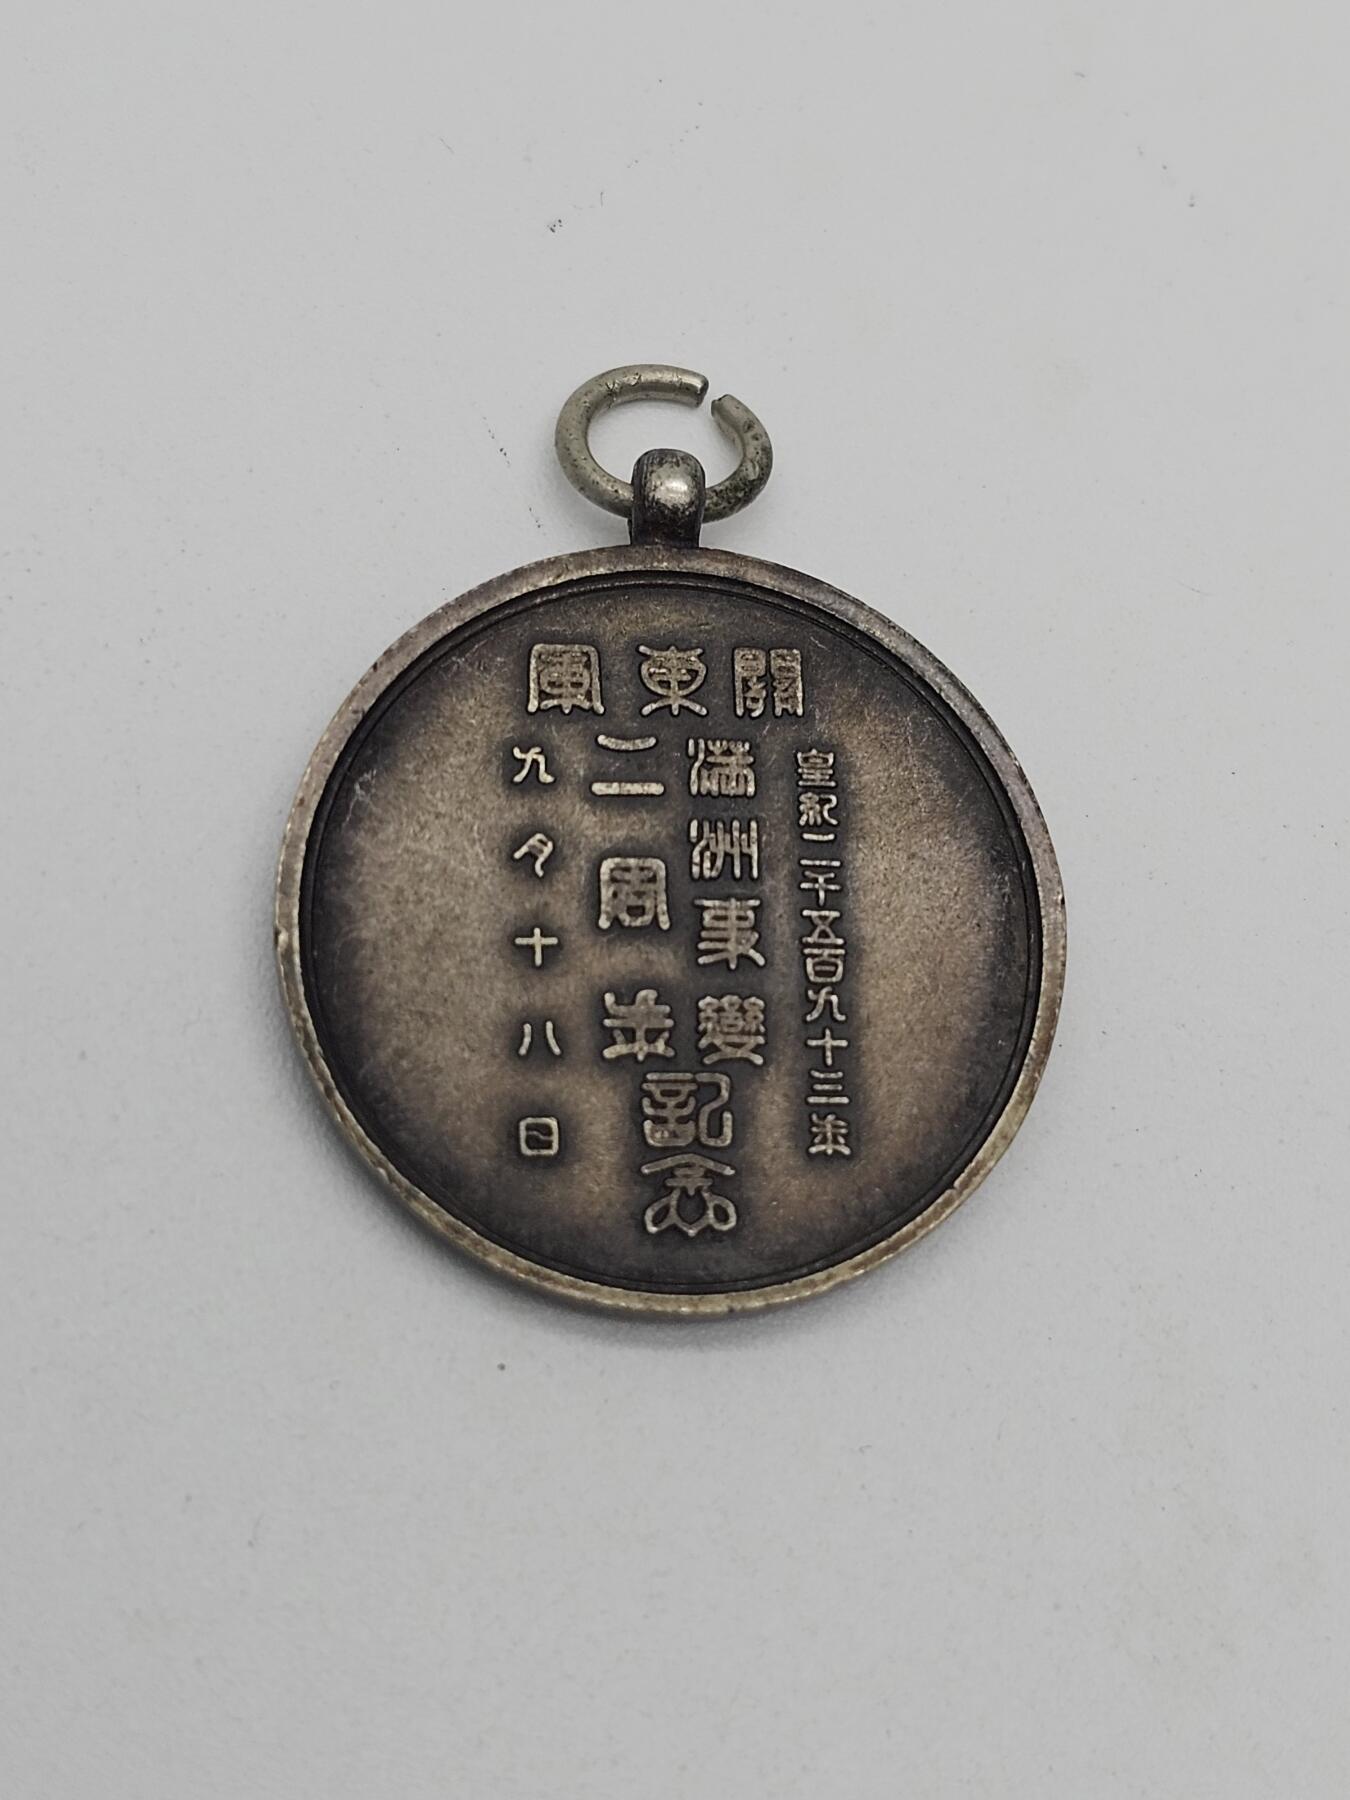 關東軍
皇紀二千五百九十三年
滿洲事變
二周年
記念
九月十八日